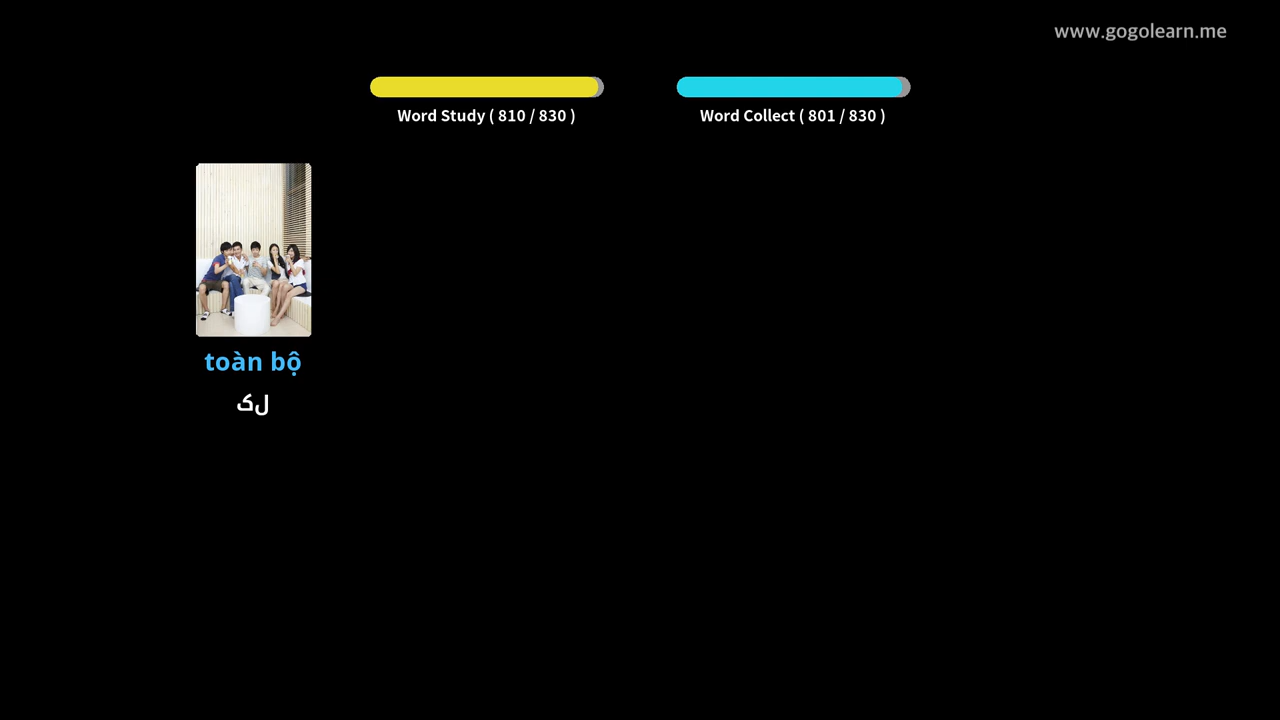 www.gogolearn.me
Word Study ( 810 / 830 )
Word Collect ( 801 / 830 )
toàn bộ
کل